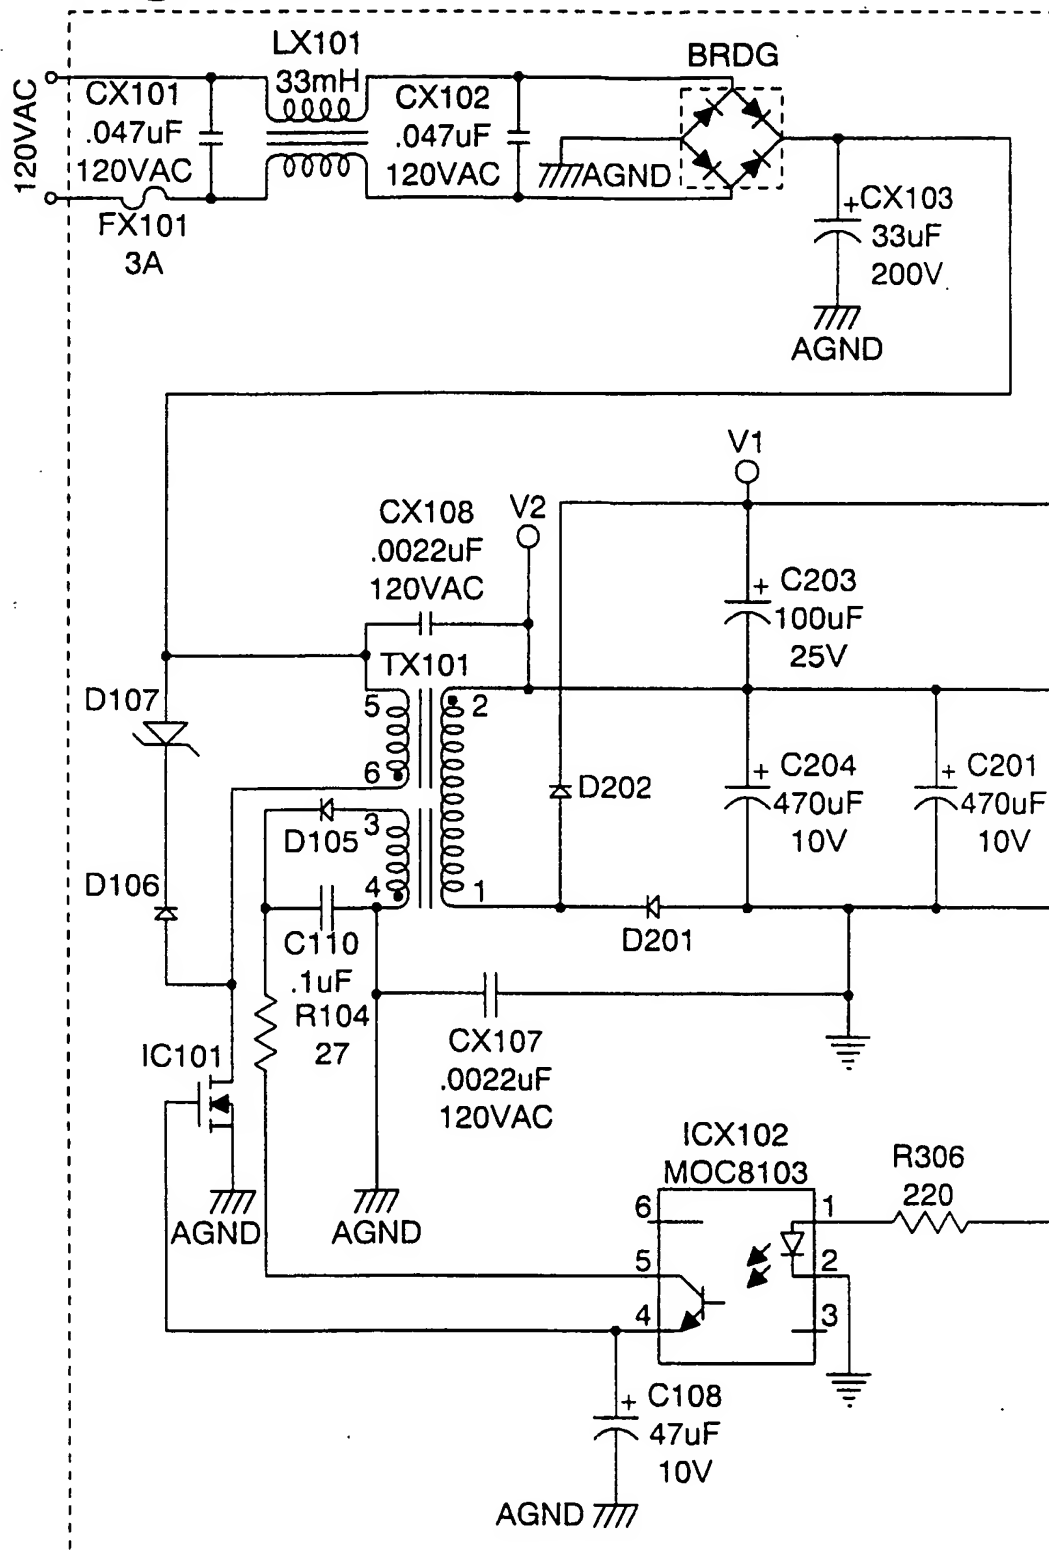 LX101
33mH
BRDG
120VAC
CX101
.047uF
120VAC
CX102
.047uF
120VAC
AGND
FX101
3A
+CX103
33uF
200V
AGND
V1
V2
CX108
.0022uF
120VAC
+ C203
100uF
25V
TX101
D107
5
2
6
D202
+ C204
470uF
10V
+ C201
470uF
10V
D105
3
D106
4
1
C110
.1uF
D201
R104
27
IC101
CX107
.0022uF
120VAC
AGND
AGND
ICX102
MOC8103
R306
220
6
1
5
2
4
3
+ C108
47uF
10V
AGND